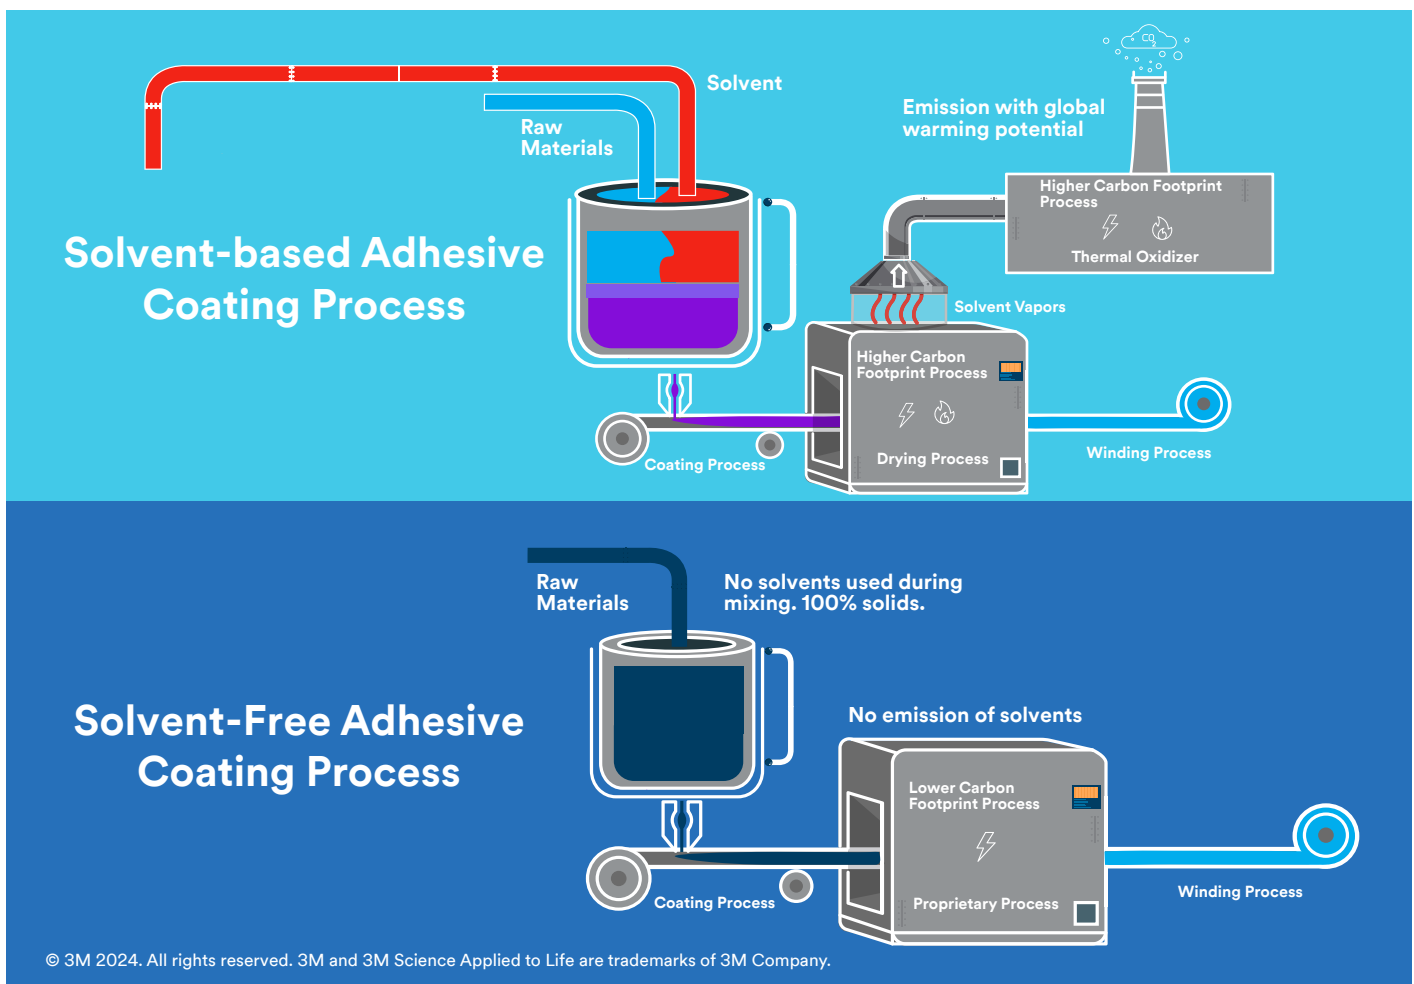 Solvent
Raw
Materials
CO2
Emission with global
warming potential
Higher Carbon Footprint
Process
Thermal Oxidizer
Solvent-based Adhesive
Coating Process
Solvent Vapors
Higher Carbon
Footprint Process
Drying Process
Coating Process
Winding Process
Raw
Materials
No solvents used during
mixing. 100% solids.
Solvent-Free Adhesive
Coating Process
No emission of solvents
Lower Carbon
Footprint Process
Proprietary Process
Coating Process
Winding Process
© 3M 2024. All rights reserved. 3M and 3M Science Applied to Life are trademarks of 3M Company.